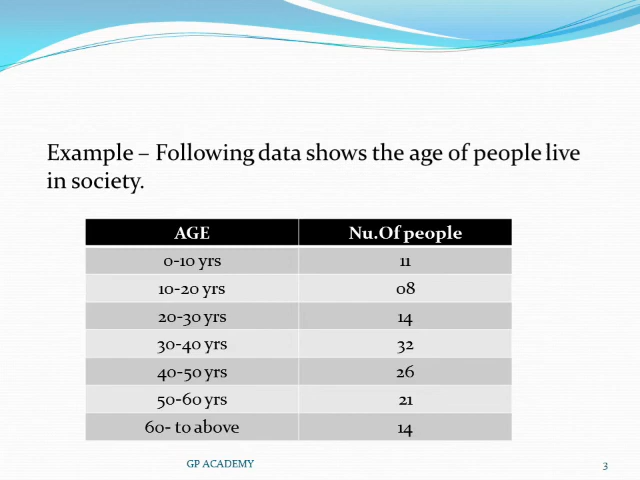 Example – Following data shows the age of people live
in society.
AGE Nu.Of people
0-10 yrs 11
10-20 yrs 08
20-30 yrs 14
30-40 yrs 32
40-50 yrs 26
50-60 yrs 21
60- to above 14
GP ACADEMY 3